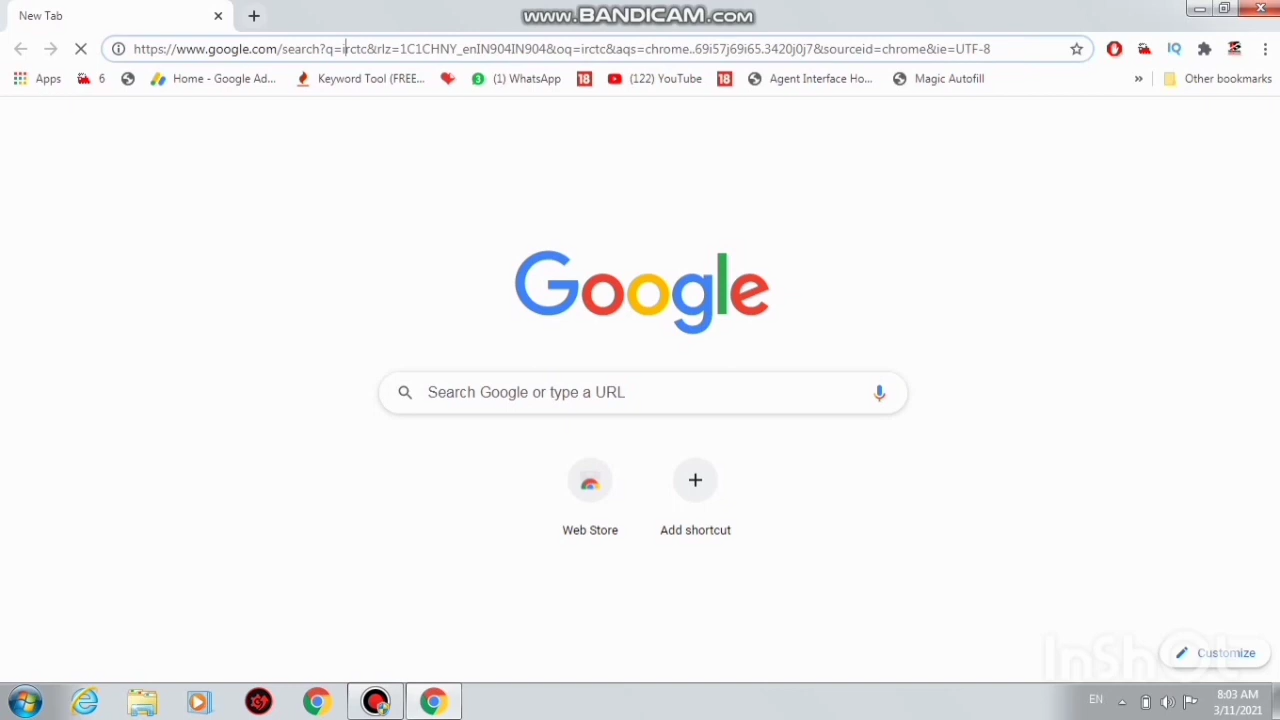 www.BANDICAM.com
New Tab
https://www.google.com/search?q=irctc&rlz=1C1CHNY_enIN904IN904&oq=irctc&aqs=chrome..69i57j69i65.3420j0j7&sourceid=chrome&ie=UTF-8
IQ
Apps 6 Home - Google Ad... Keyword Tool (FREE... 3 (1) WhatsApp 18 (122) YouTube 18 Agent Interface Ho... Magic Autofill » Other bookmarks
Google
Search Google or type a URL
Web Store Add shortcut
InShOt
Customize
EN 8:03 AM
3/11/2021